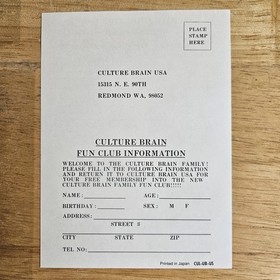 PLACE
STAMP
HERE
CULTURE BRAIN USA
15315 N. E. 90TH
REDMOND WA, 98052
CULTURE BRAIN
FUN CLUB INFORMATION
WELCOME TO THE CULTURE BRAIN FAMILY!
PLEASE FILL IN THE FOLLOWING INFORMATION
AND RETURN IT TO CULTURE BRAIN USA FOR
YOUR FREE MEMBERSHIP INTO THE NEW
CULTURE BRAIN FAMILY FUN CLUB!!!!!
NAME: AGE:
BIRTHDAY: SEX: M F
ADDRESS:
STREET
CITY STATE ZIP
TEL NO:
Printed in Japan